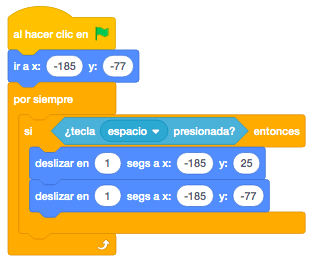 al hacer clic en
ir a x: -185 y: -77
por siempre
si ¿tecla espacio presionada? entonces
deslizar en 1 segs a x: -185 y: 25
deslizar en 1 segs a x: -185 y: -77